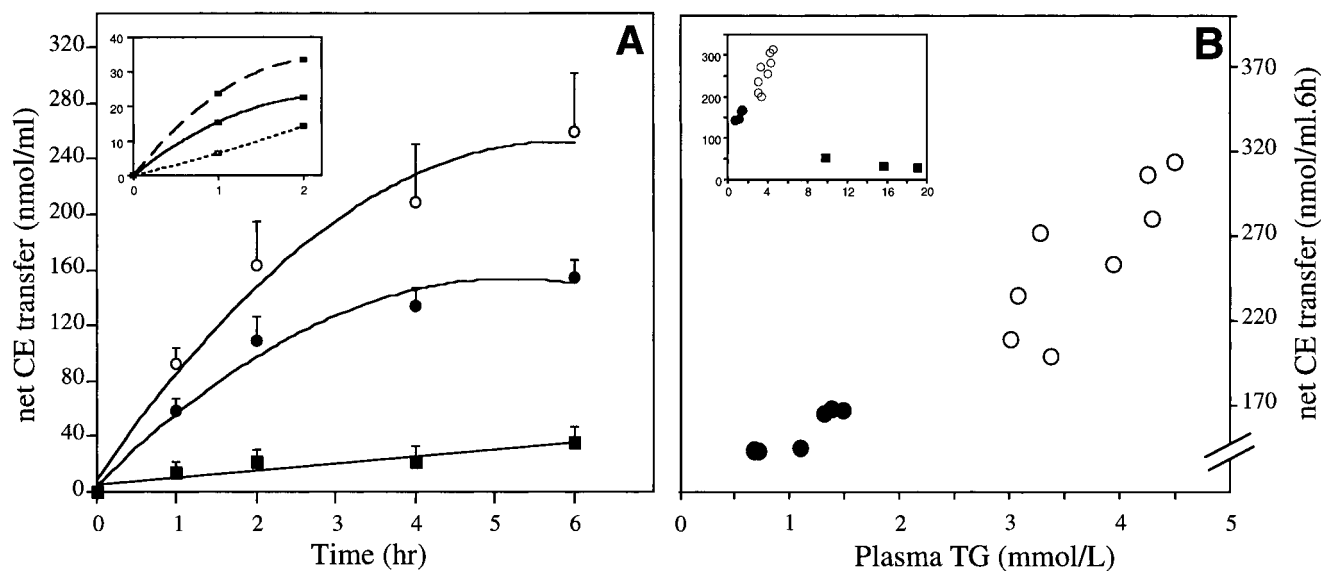 A
net CE transfer (nmol/ml)
320
280
240
200
160
120
80
40
0
0 1 2 3 4 5 6
Time (hr)
40
30
20
10
0
0 1 2
B
net CE transfer (nmol/ml.6h)
370
320
270
220
170
0 1 2 3 4 5
Plasma TG (mmol/L)
300
250
200
150
100
50
0
0 4 8 12 16 20